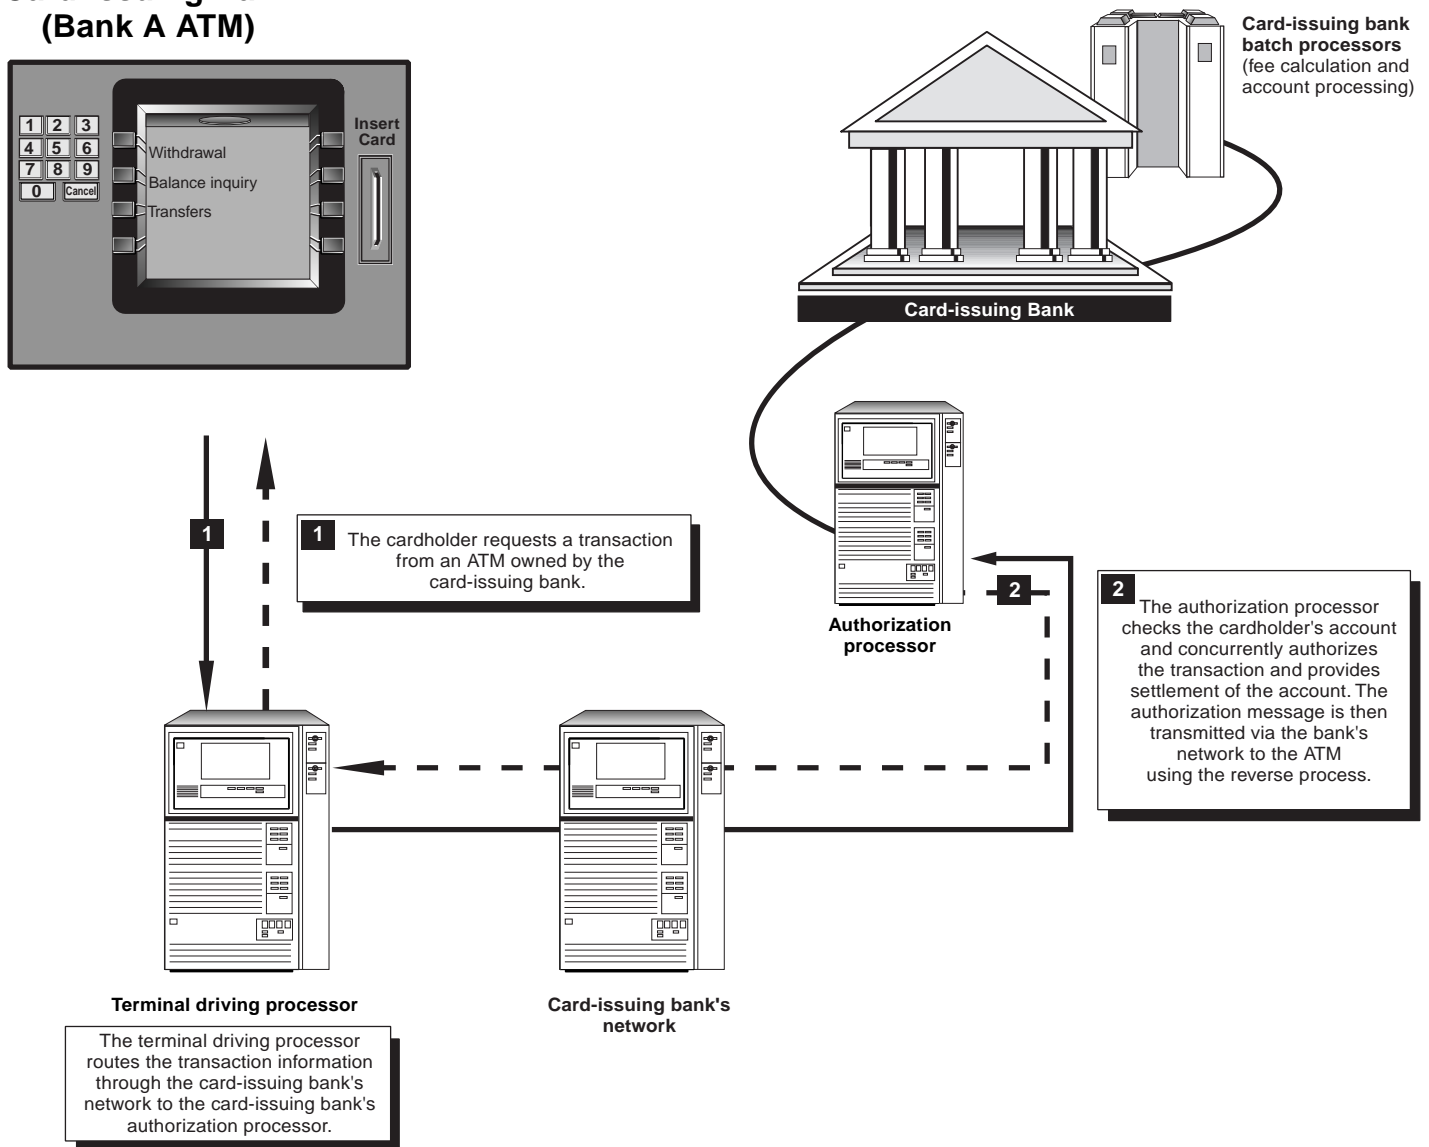 (Bank A ATM)
1 2 3
4 5 6
7 8 9
0 Cancel
Withdrawal
Balance inquiry
Transfers
Insert
Card
Card-issuing bank
batch processors
(fee calculation and
account processing)
Card-issuing Bank
1
1
The cardholder requests a transaction
from an ATM owned by the
card-issuing bank.
Authorization
processor
2
2
The authorization processor
checks the cardholder's account
and concurrently authorizes
the transaction and provides
settlement of the account. The
authorization message is then
transmitted via the bank's
network to the ATM
using the reverse process.
Terminal driving processor
The terminal driving processor
routes the transaction information
through the card-issuing bank's
network to the card-issuing bank's
authorization processor.
Card-issuing bank's
network